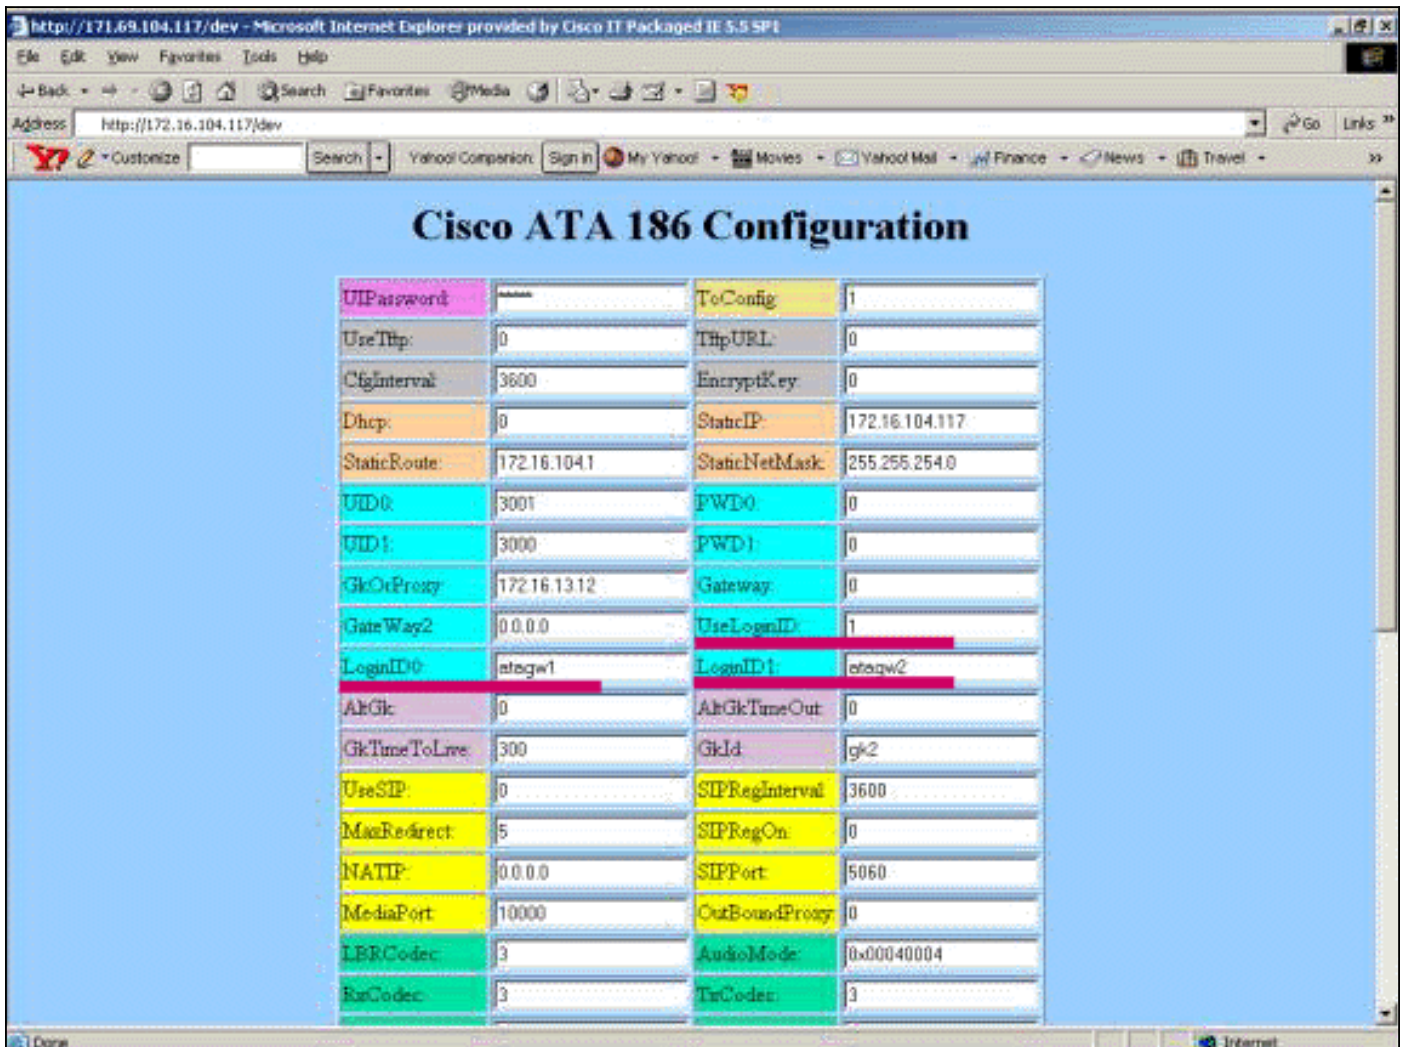 http://171.69.104.117/dev - Microsoft Internet Explorer provided by Cisco IT Packaged IE 5.5 SP1
File Edit View Favorites Tools Help
Back Search Favorites Media
Address http://172.16.104.117/dev Go Links »
Y! Customize Search Yahoo! Companion: Sign in My Yahoo! Movies Yahoo! Mail Finance News Travel »
Cisco ATA 186 Configuration
UIPassword: ***** ToConfig: 1
UseTftp: 0 TftpURL: 0
CfgInterval: 3600 EncryptKey: 0
Dhcp: 0 StaticIP: 172.16.104.117
StaticRoute: 172.16.104.1 StaticNetMask: 255.255.254.0
UID0: 3001 PWD0: 0
UID1: 3000 PWD1: 0
GkOrProxy: 172.16.13.12 Gateway: 0
GateWay2: 0.0.0.0 UseLoginID: 1
LoginID0: atagw1 LoginID1: atagw2
AltGk: 0 AltGkTimeOut: 0
GkTimeToLive: 300 GkId: gk2
UseSIP: 0 SIPRegInterval: 3600
MaxRedirect: 5 SIPRegOn: 0
NATIP: 0.0.0.0 SIPPort: 5060
MediaPort: 10000 OutBoundProxy: 0
LBRCodec: 3 AudioMode: 0x00040004
RxCodec: 3 TxCodec: 3
Done Internet